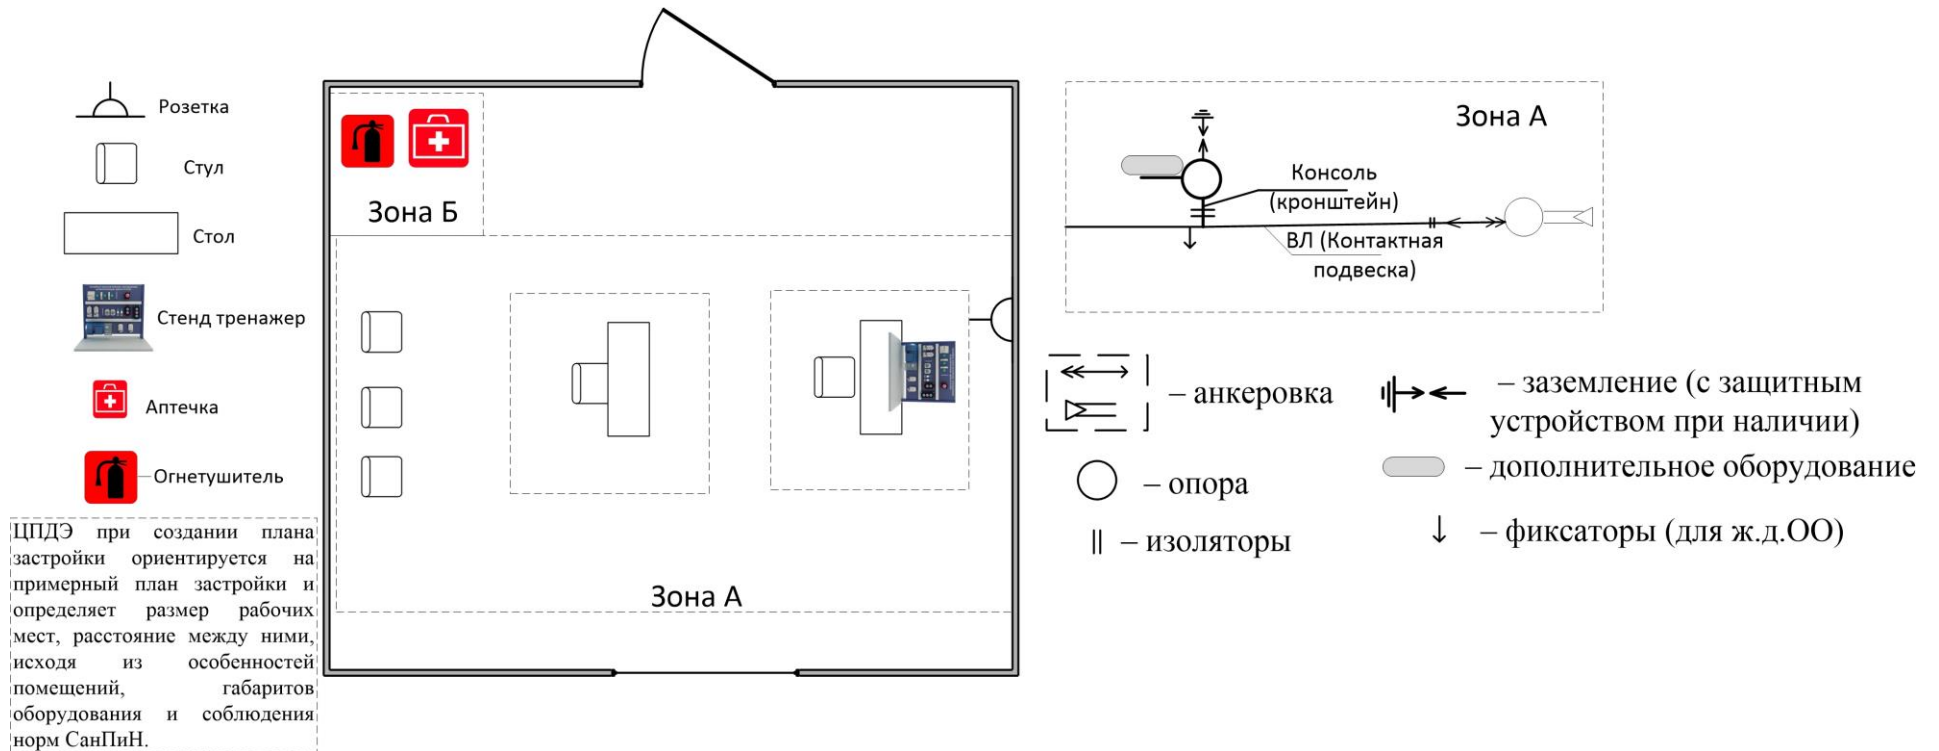 Розетка
Стул
Стол
Стенд тренажер
Аптечка
Огнетушитель
ЦПДЭ при создании плана
застройки ориентируется на
примерный план застройки и
определяет размер рабочих
мест, расстояние между ними,
исходя из особенностей
помещений, габаритов
оборудования и соблюдения
норм СанПиН.
Зона Б
Зона А
Зона А
Консоль
(кронштейн)
ВЛ (Контактная
подвеска)
– анкеровка
– опора
– изоляторы
– заземление (с защитным
устройством при наличии)
– дополнительное оборудование
– фиксаторы (для ж.д.ОО)